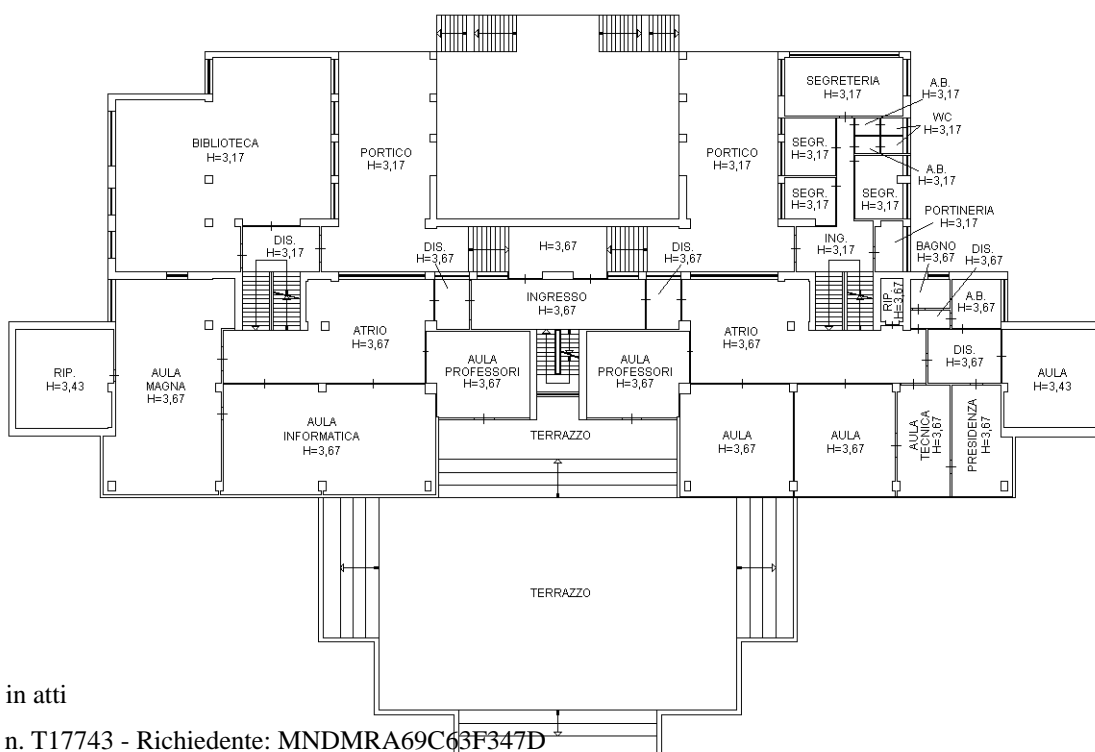 SEGRETERIA
H=3,17
A.B.
H=3,17
WC
H=3,17
BIBLIOTECA
H=3,17
PORTICO
H=3,17
PORTICO
H=3,17
SEGR.
H=3,17
A.B.
H=3,17
SEGR.
H=3,17
SEGR.
H=3,17
PORTINERIA
H=3,17
DIS.
H=3,17
DIS.
H=3,67
H=3,67
DIS.
H=3,67
ING.
H=3,17
BAGNO
H=3,67
DIS.
H=3,67
INGRESSO
H=3,67
RIP.
H=3,67
A.B.
H=3,67
ATRIO
H=3,67
ATRIO
H=3,67
RIP.
H=3,43
AULA
MAGNA
H=3,67
AULA
PROFESSORI
H=3,67
AULA
PROFESSORI
H=3,67
DIS.
H=3,67
AULA
H=3,43
AULA
INFORMATICA
H=3,67
TERRAZZO
AULA
H=3,67
AULA
H=3,67
AULA
TECNICA
H=3,67
PRESIDENZA
H=3,67
TERRAZZO
in atti
n. T17743 - Richiedente: MNDMRA69C63F347D